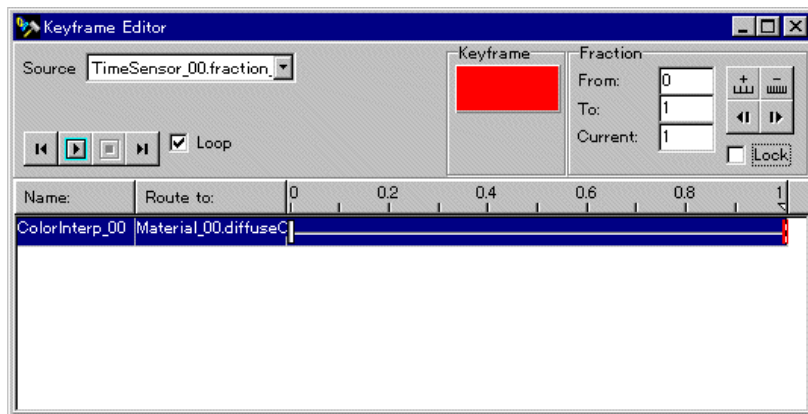 Keyframe Editor
Source TimeSensor_00.fraction_
Loop
Keyframe
Fraction
From: 0
To: 1
Current: 1
Lock
Name: Route to: 0 0.2 0.4 0.6 0.8 1
ColorInterp_00 Material_00.diffuseC